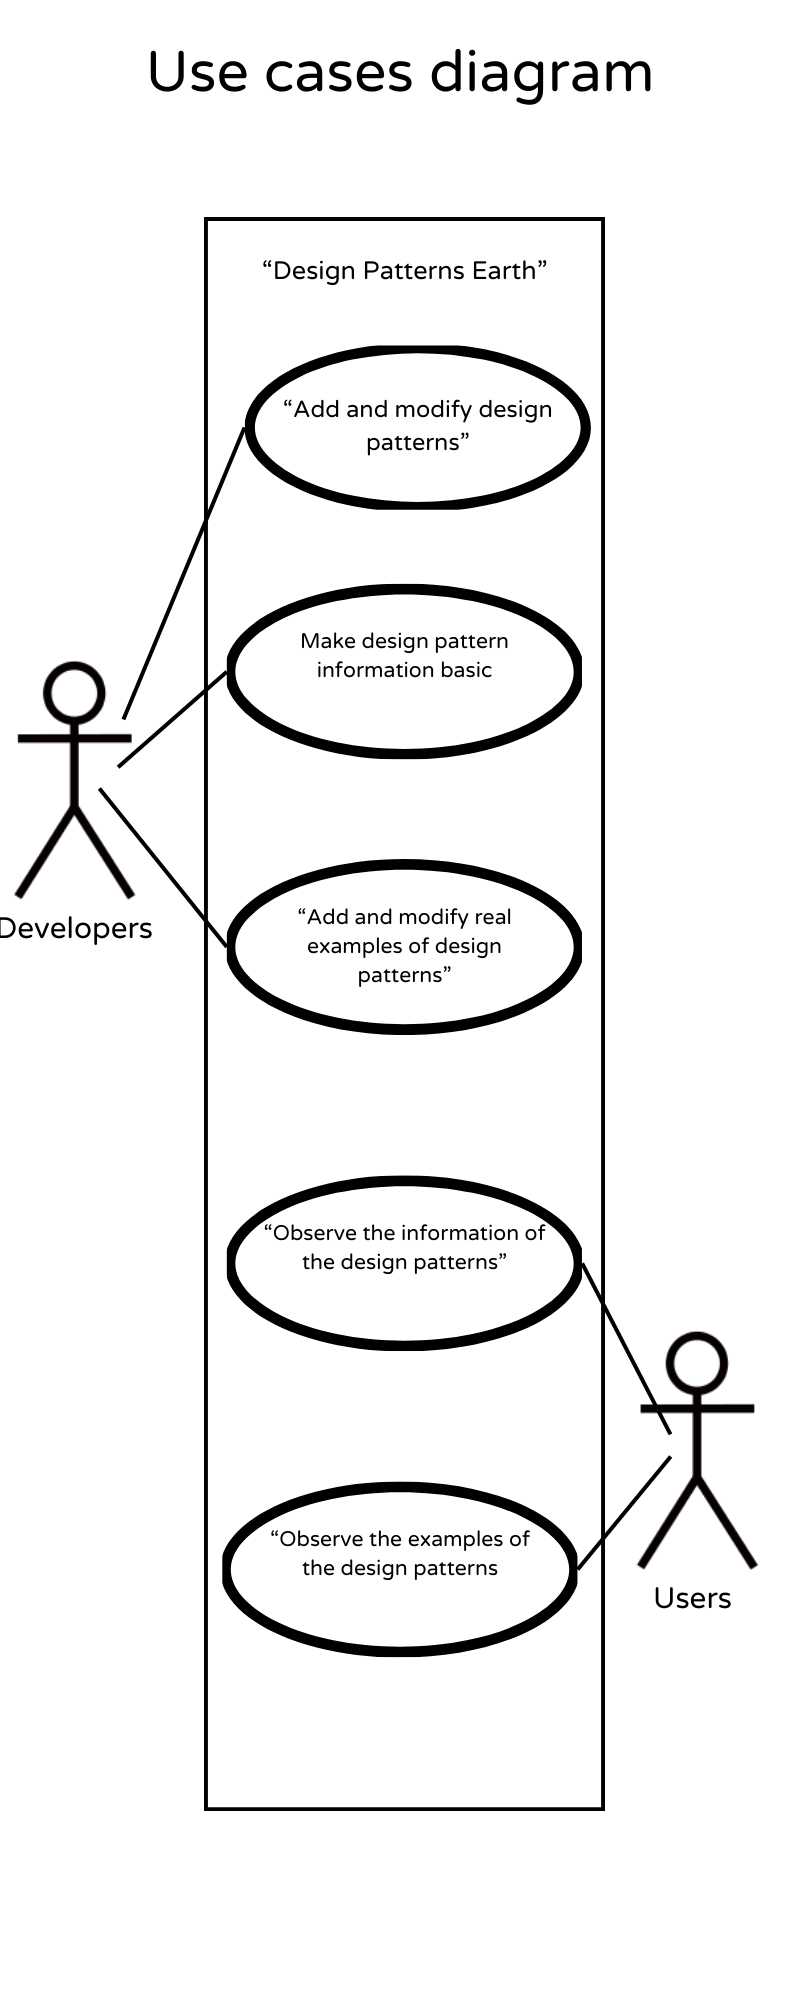 Use cases diagram
“Design Patterns Earth”
“Add and modify design
patterns”
Make design pattern
information basic
Developers
“Add and modify real
examples of design
patterns”
“Observe the information of
the design patterns”
“Observe the examples of
the design patterns
Users